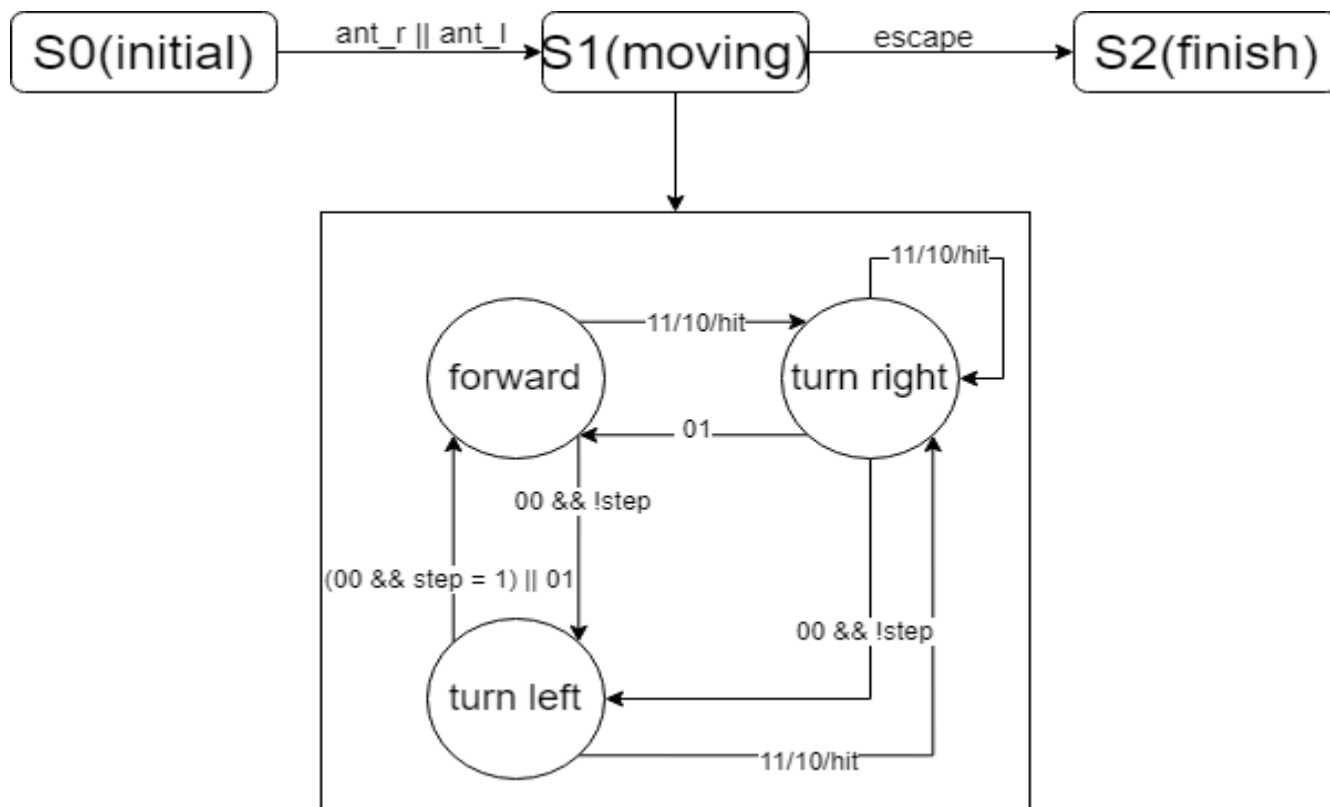 S0(initial)
ant_r || ant_l
S1(moving)
escape
S2(finish)
11/10/hit
11/10/hit
forward
turn right
01
00 && !step
(00 && step = 1) || 01
00 && !step
turn left
11/10/hit